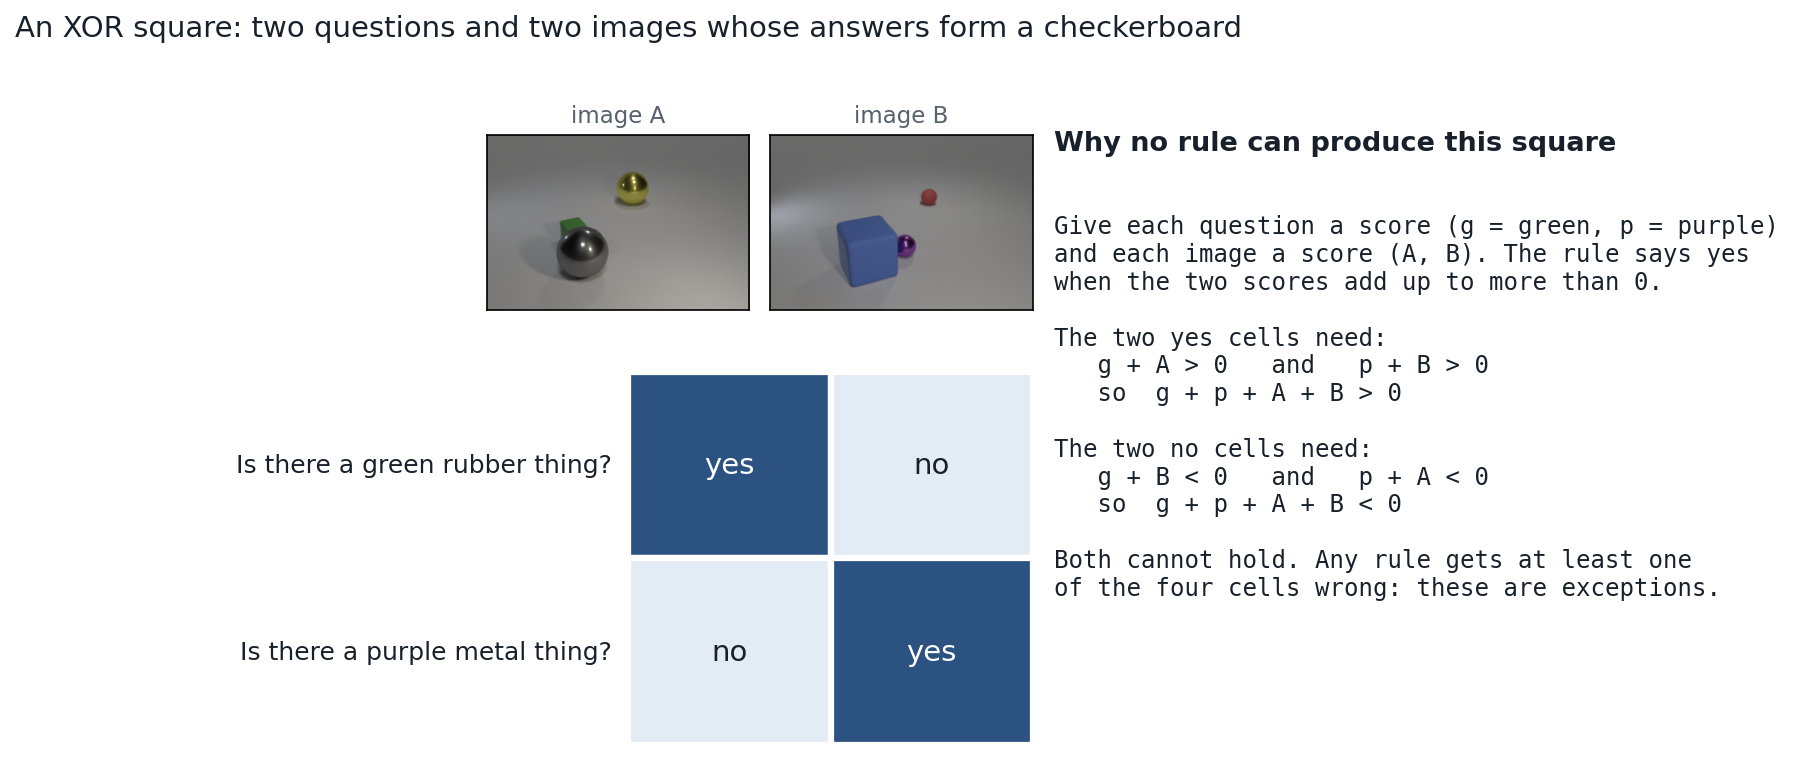 An XOR square: two questions and two images whose answers form a checkerboard
image A
image B
Is there a green rubber thing?
yes
no
Is there a purple metal thing?
no
yes
Why no rule can produce this square
Give each question a score (g = green, p = purple)
and each image a score (A, B). The rule says yes
when the two scores add up to more than 0.
The two yes cells need:
g + A > 0   and   p + B > 0
so  g + p + A + B > 0
The two no cells need:
g + B < 0   and   p + A < 0
so  g + p + A + B < 0
Both cannot hold. Any rule gets at least one
of the four cells wrong: these are exceptions.